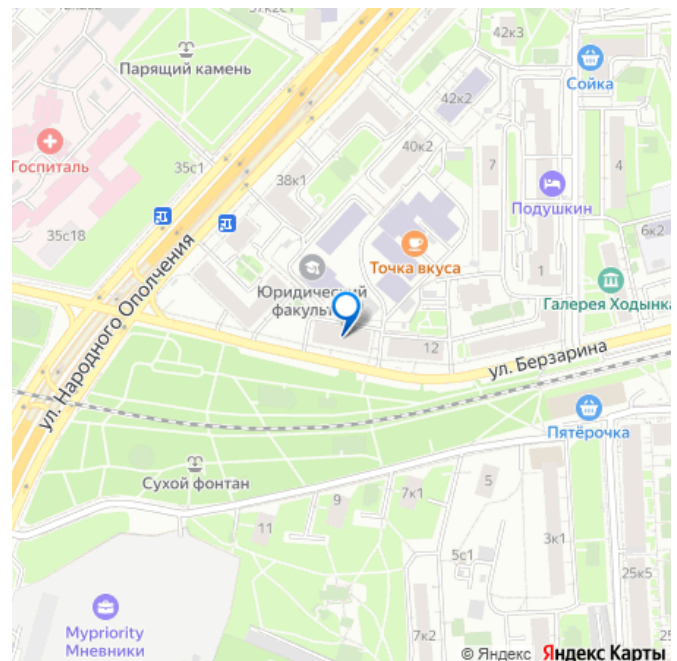 37к2с1
42к3
Парящий камень
Сойка
42к2
Госпиталь
35с1
40к2
7
4
38к1
Подушкин
35с18
6к2
Точка вкуса
1
Юридический
факульт
Галерея Ходынка
ул. Народного Ополчения
12
ул. Берзарина
Пятёрочка
Сухой фонтан
7к1
5
9
11
3к1
5с1
25к5
Mypriority
Мневники
7к2
© Яндекс Яндекс Карты